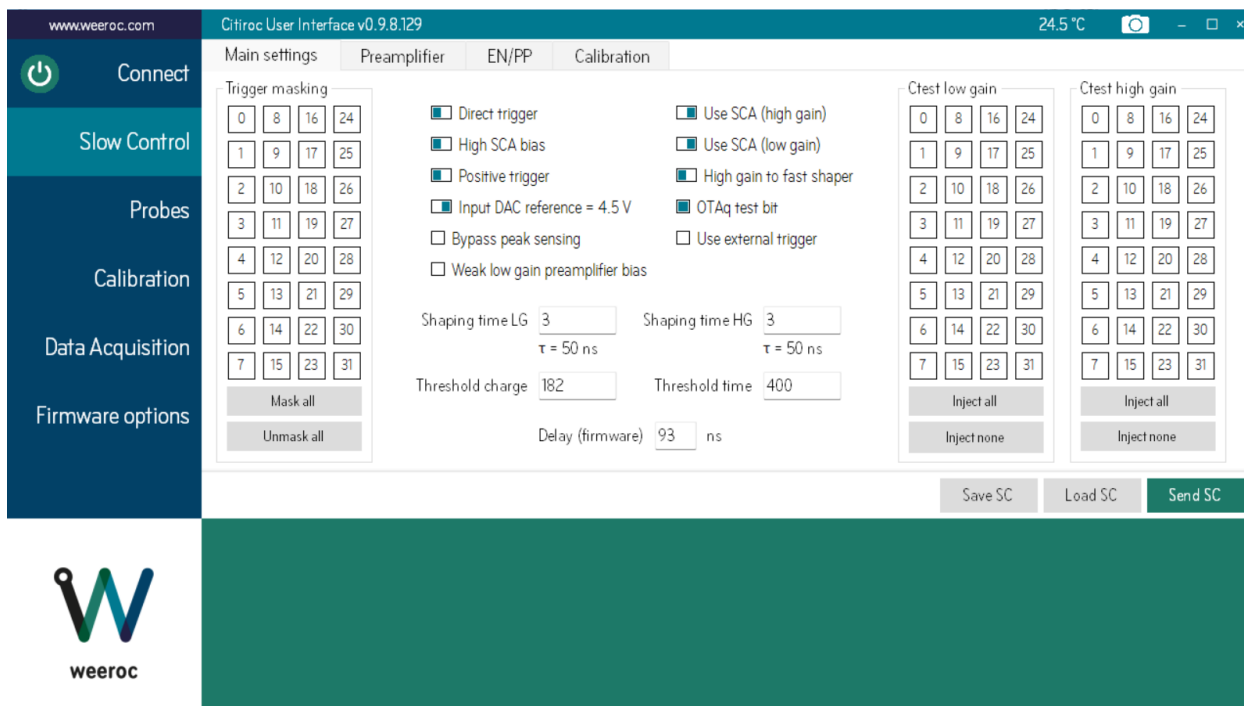 www.weeroc.com
Citiroc User Interface v0.9.8.129
24.5 °C
Connect
Slow Control
Probes
Calibration
Data Acquisition
Firmware options
Main settings Preamplifier EN/PP Calibration
Trigger masking
0 8 16 24
1 9 17 25
2 10 18 26
3 11 19 27
4 12 20 28
5 13 21 29
6 14 22 30
7 15 23 31
Mask all
Unmask all
Direct trigger
High SCA bias
Positive trigger
Input DAC reference = 4.5 V
Bypass peak sensing
Weak low gain preamplifier bias
Use SCA (high gain)
Use SCA (low gain)
High gain to fast shaper
OTAq test bit
Use external trigger
Shaping time LG 3
τ = 50 ns
Shaping time HG 3
τ = 50 ns
Threshold charge 182
Threshold time 400
Delay (firmware) 93 ns
Ctest low gain
0 8 16 24
1 9 17 25
2 10 18 26
3 11 19 27
4 12 20 28
5 13 21 29
6 14 22 30
7 15 23 31
Inject all
Inject none
Ctest high gain
0 8 16 24
1 9 17 25
2 10 18 26
3 11 19 27
4 12 20 28
5 13 21 29
6 14 22 30
7 15 23 31
Inject all
Inject none
Save SC Load SC Send SC
weeroc